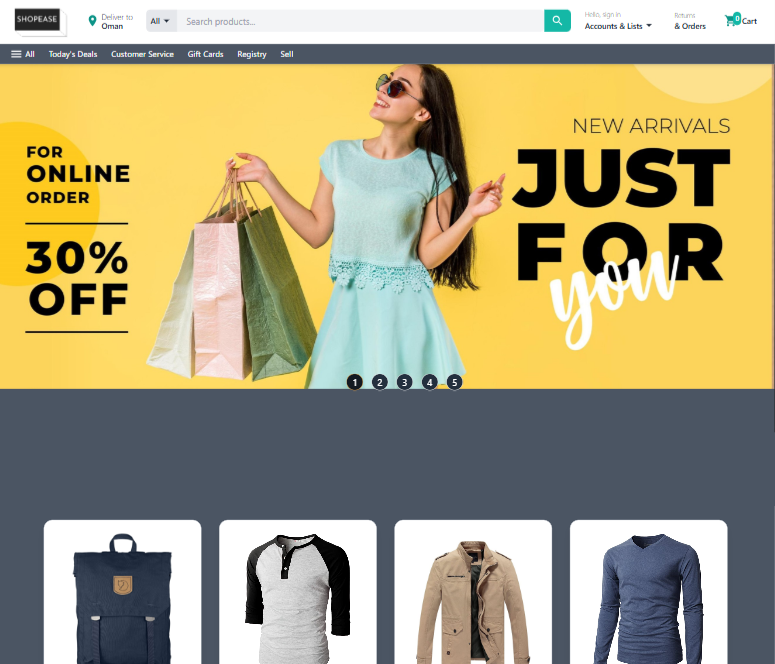 SHOPEASE
Deliver to
Oman
All
Search products...
Hello, sign in
Accounts & Lists
Returns
& Orders
0
Cart
All
Today's Deals
Customer Service
Gift Cards
Registry
Sell
FOR
ONLINE
ORDER
30%
OFF
NEW ARRIVALS
JUST
FOR
you
1 2 3 4 5